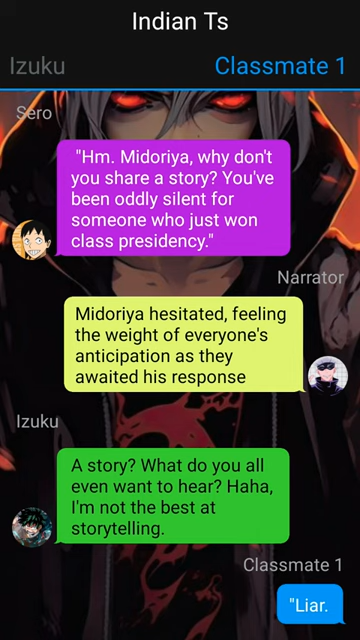 Indian Ts
Izuku
Classmate 1
Sero
"Hm. Midoriya, why don't
you share a story? You've
been oddly silent for
someone who just won
class presidency."
Narrator
Midoriya hesitated, feeling
the weight of everyone's
anticipation as they
awaited his response
Izuku
A story? What do you all
even want to hear? Haha,
I'm not the best at
storytelling.
Classmate 1
"Liar.